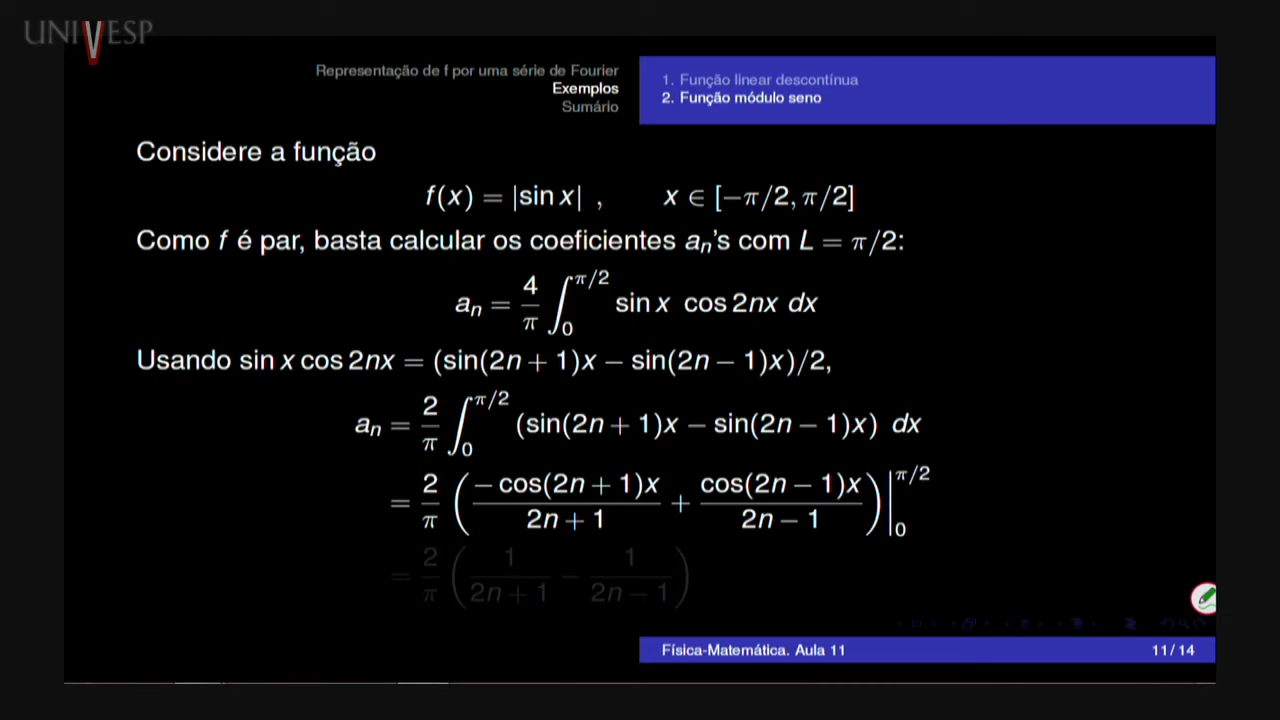 UNIVESP
Representação de f por uma série de Fourier
Exemplos
Sumário
1. Função linear descontínua
2. Função módulo seno
Considere a função
f(x) = |sin x| , x ∈ [−π/2, π/2]
Como f é par, basta calcular os coeficientes aₙ's com L = π/2:
aₙ = 4/π ∫₀^{π/2} sin x cos 2nx dx
Usando sin x cos 2nx = (sin(2n + 1)x − sin(2n − 1)x)/2,
aₙ = 2/π ∫₀^{π/2} (sin(2n + 1)x − sin(2n − 1)x) dx
= 2/π ( − cos(2n + 1)x / 2n + 1 + cos(2n − 1)x / 2n − 1 ) |₀^{π/2}
= 2/π ( 1 / 2n + 1 − 1 / 2n − 1 )
Física-Matemática. Aula 11
11/14